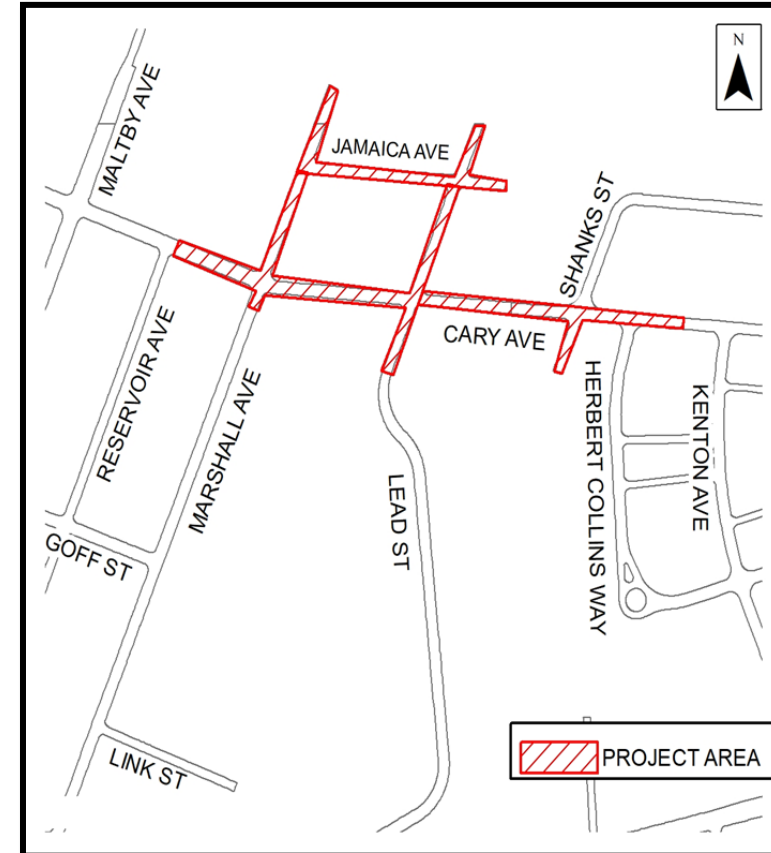 N
MALTBY AVE
JAMAICA AVE
SHANKS ST
CARY AVE
RESERVOIR AVE
MARSHALL AVE
HERBERT COLLINS WAY
KENTON AVE
LEAD ST
GOFF ST
LINK ST
PROJECT AREA